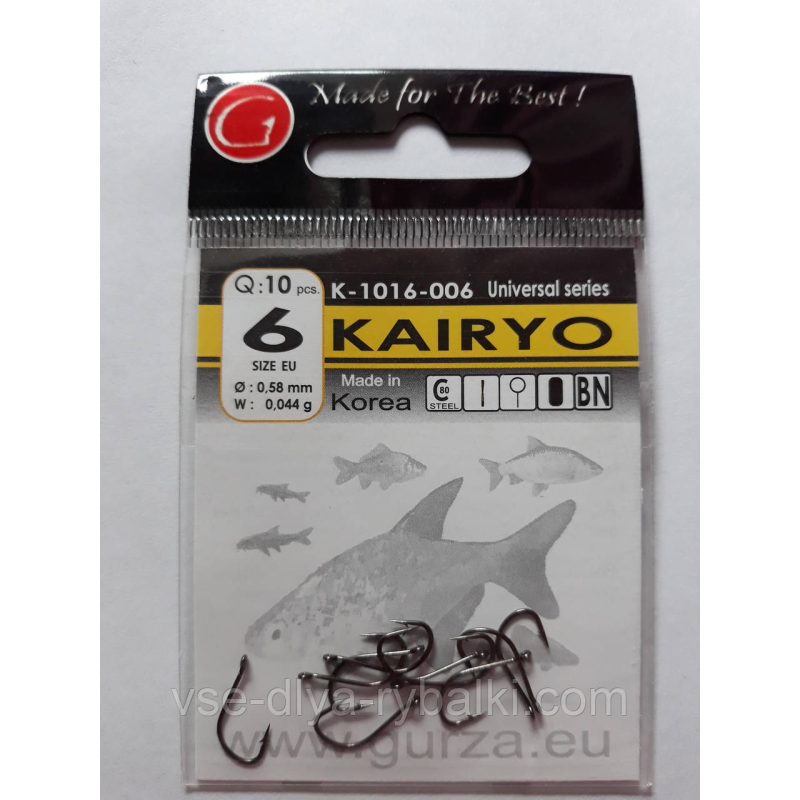 G Made for The Best !
Q:10 pcs. K-1016-006 Universal series
6 KAIRYO
SIZE EU
Ø : 0,58 mm
W : 0,044 g
Made in
Korea
C 80 STEEL BN
vse-dlya-rybalki.com
www.gurza.eu